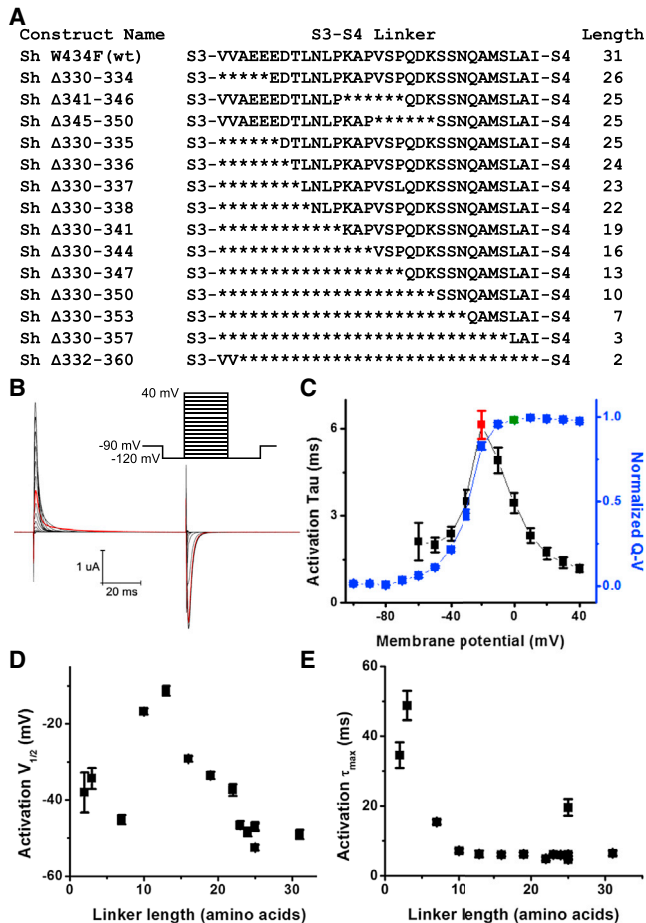 A
Construct Name S3-S4 Linker Length
Sh W434F(wt) S3-VVAEEEDTLNLPKAPVSPQDKSSNQAMSLAI-S4 31
Sh Δ330-334 S3-*****EDTLNLPKAPVSPQDKSSNQAMSLAI-S4 26
Sh Δ341-346 S3-VVAEEEDTLNLP******QDKSSNQAMSLAI-S4 25
Sh Δ345-350 S3-VVAEEEDTLNLPKAP******SSNQAMSLAI-S4 25
Sh Δ330-335 S3-******DTLNLPKAPVSPQDKSSNQAMSLAI-S4 25
Sh Δ330-336 S3-*******TLNLPKAPVSPQDKSSNQAMSLAI-S4 24
Sh Δ330-337 S3-********LNLPKAPVSLQDKSSNQAMSLAI-S4 23
Sh Δ330-338 S3-*********NLPKAPVSPQDKSSNQAMSLAI-S4 22
Sh Δ330-341 S3-************KAPVSPQDKSSNQAMSLAI-S4 19
Sh Δ330-344 S3-***************VSPQDKSSNQAMSLAI-S4 16
Sh Δ330-347 S3-******************QDKSSNQAMSLAI-S4 13
Sh Δ330-350 S3-*********************SSNQAMSLAI-S4 10
Sh Δ330-353 S3-************************QAMSLAI-S4 7
Sh Δ330-357 S3-****************************LAI-S4 3
Sh Δ332-360 S3-VV*****************************-S4 2
B
40 mV
-90 mV
-120 mV
1 uA
20 ms
C
Activation Tau (ms)
6
3
0
-80 -40 0 40
Membrane potential (mV)
1.0
0.5
0.0
Normalized Q-V
D
Activation V1/2 (mV)
-20
-40
-60
0 10 20 30
Linker length (amino acids)
E
Activation τmax (ms)
60
40
20
0
0 10 20 30
Linker length (amino acids)